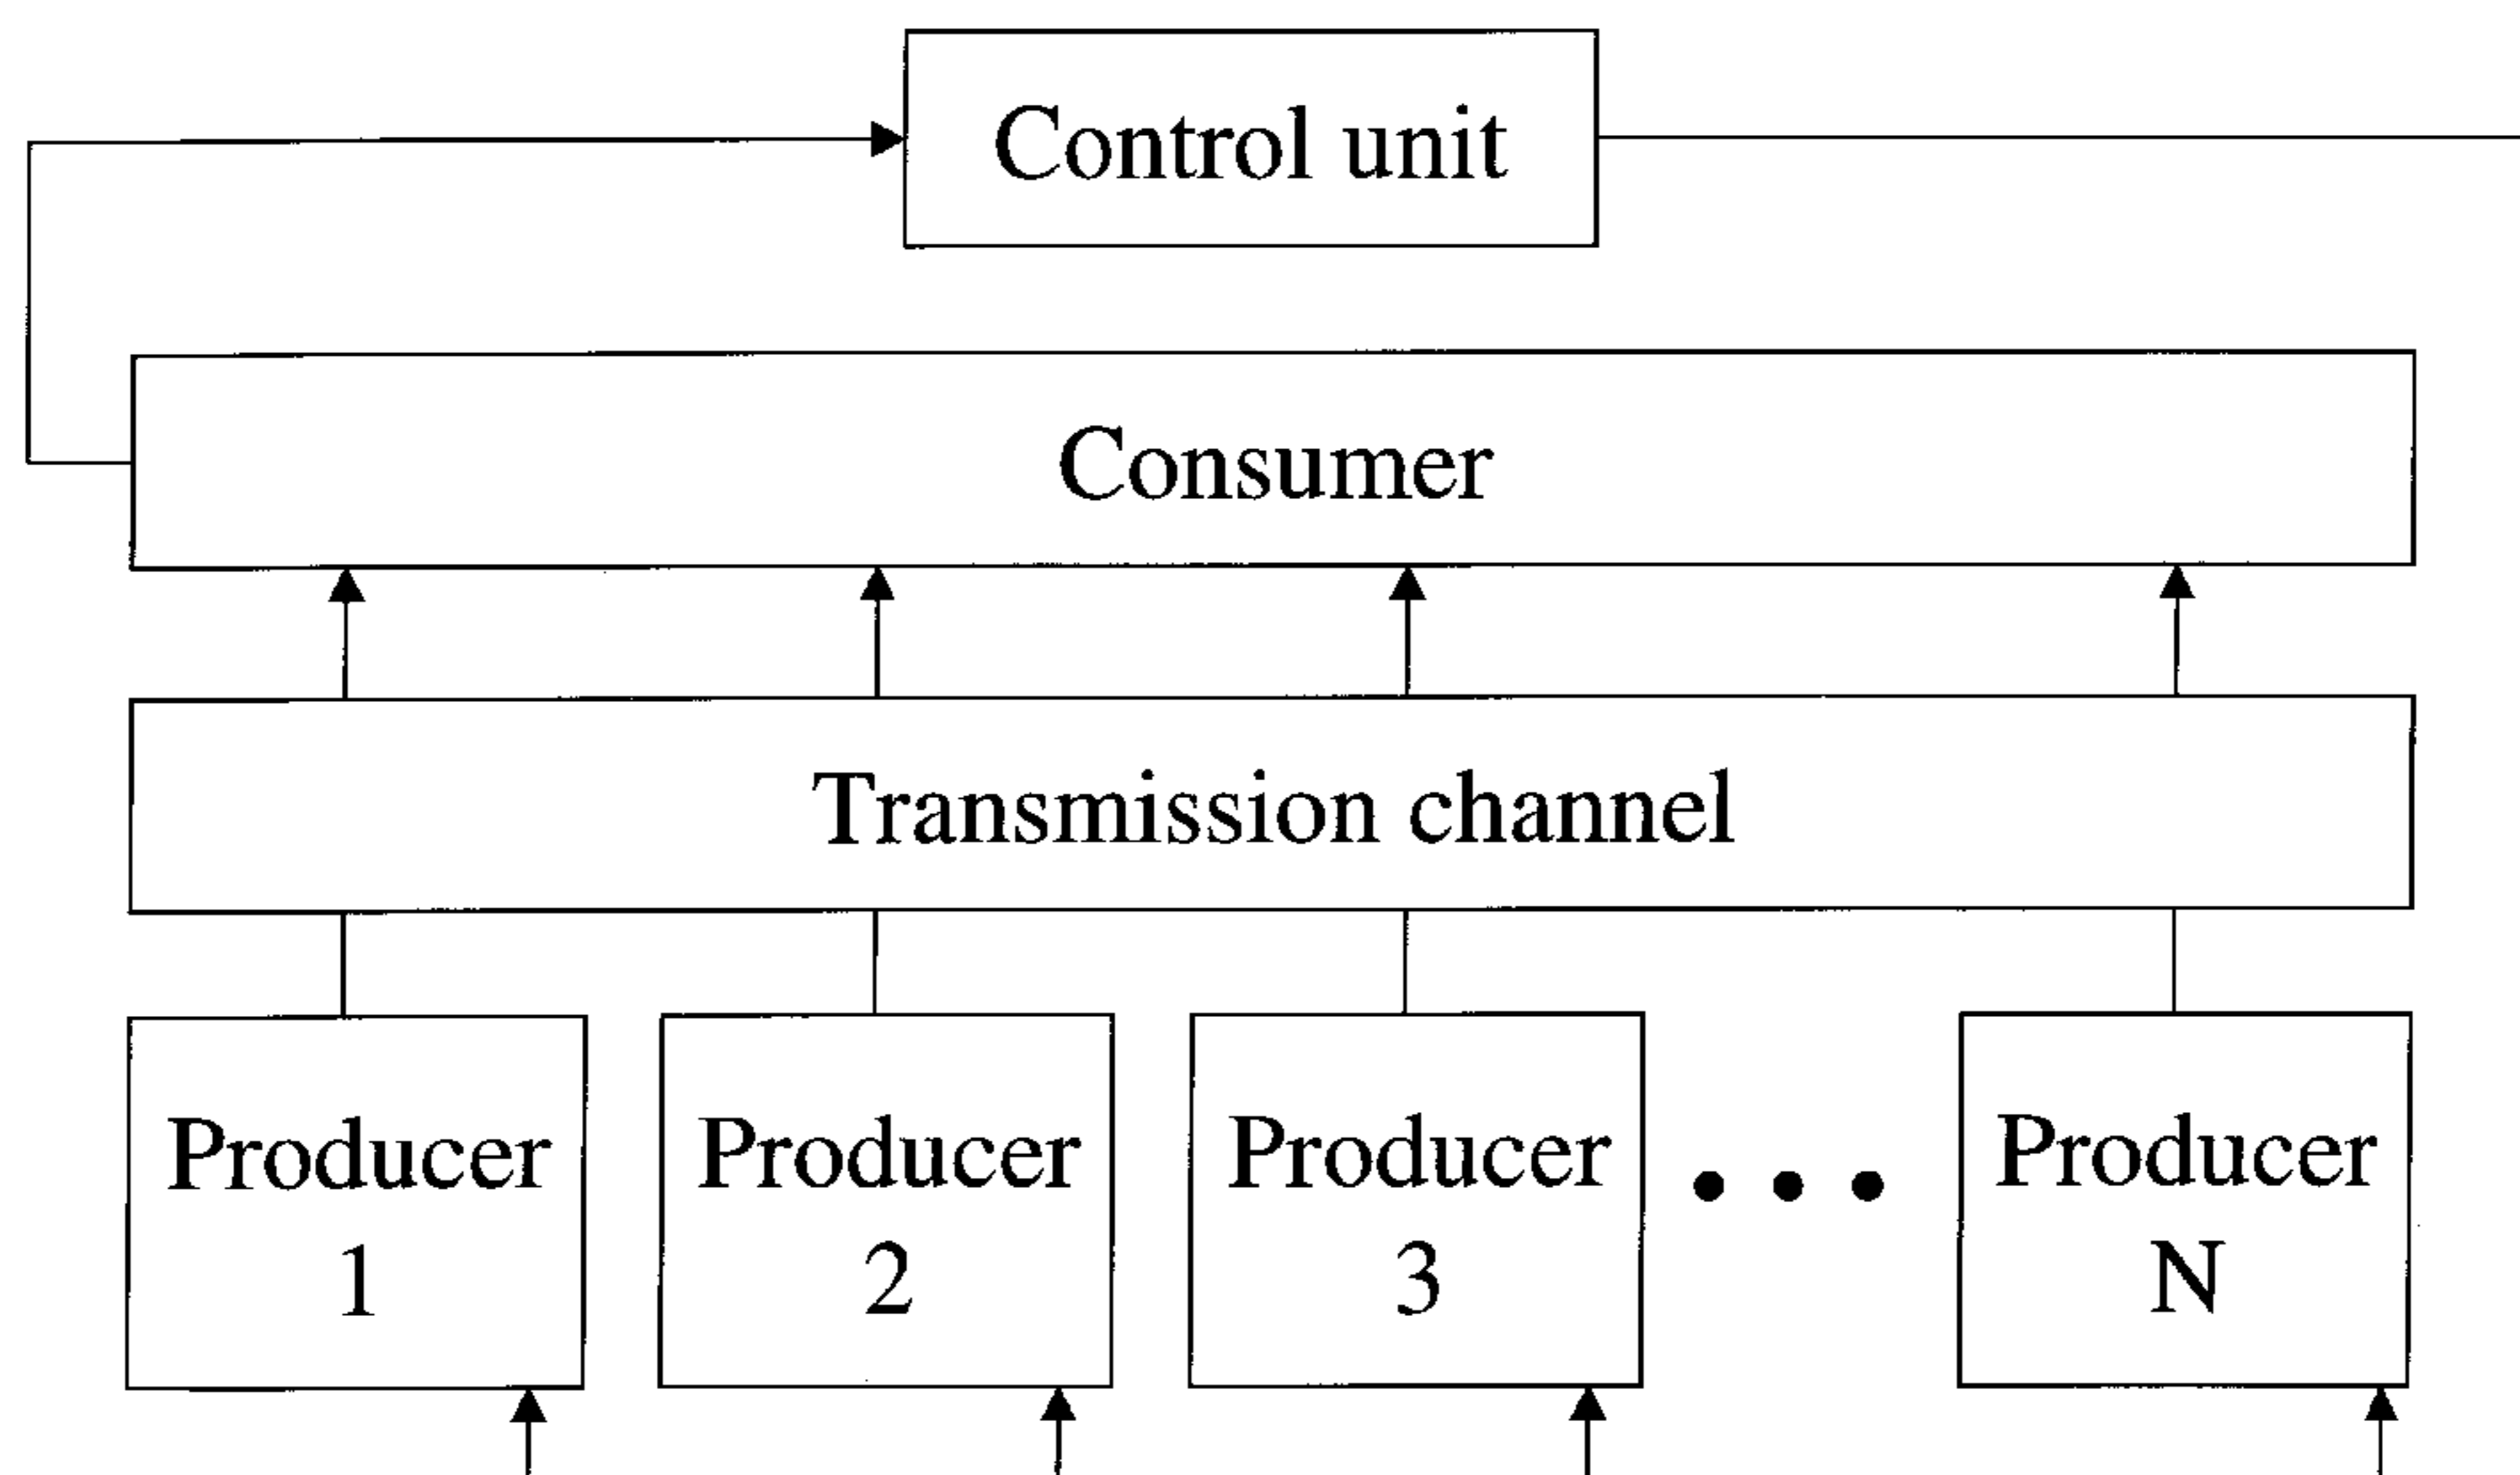 Control unit
Consumer
Transmission channel
Producer
1
Producer
2
Producer
3
Producer
N